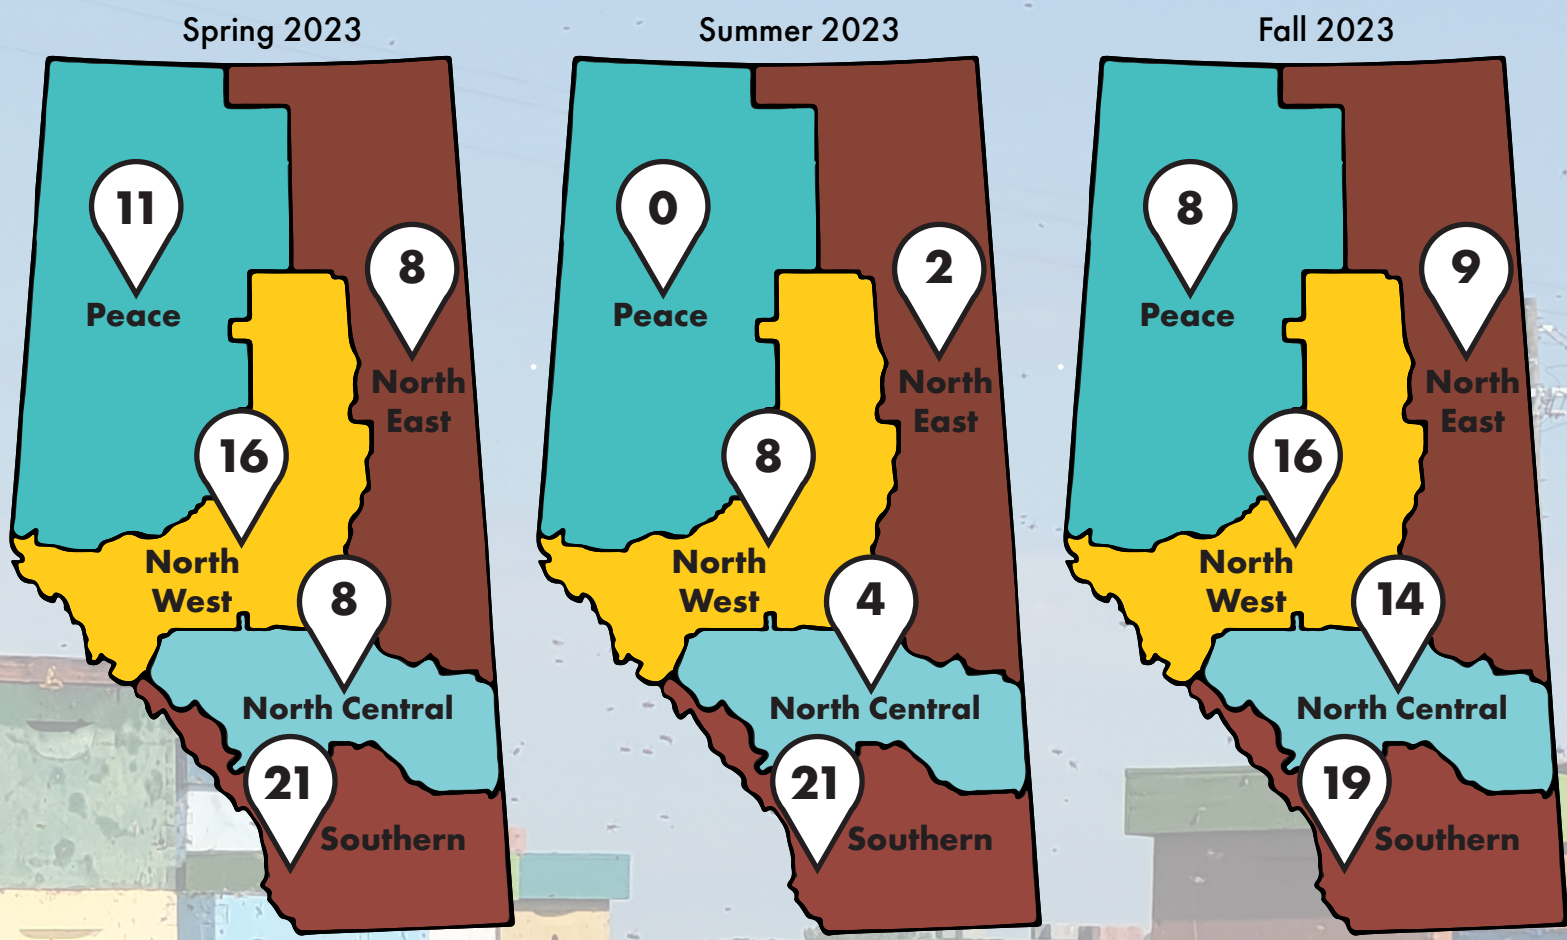 Spring 2023
11
Peace
8
North
East
16
North
West
8
North Central
21
Southern
Summer 2023
0
Peace
2
North
East
8
North
West
4
North Central
21
Southern
Fall 2023
8
Peace
9
North
East
16
North
West
14
North Central
19
Southern